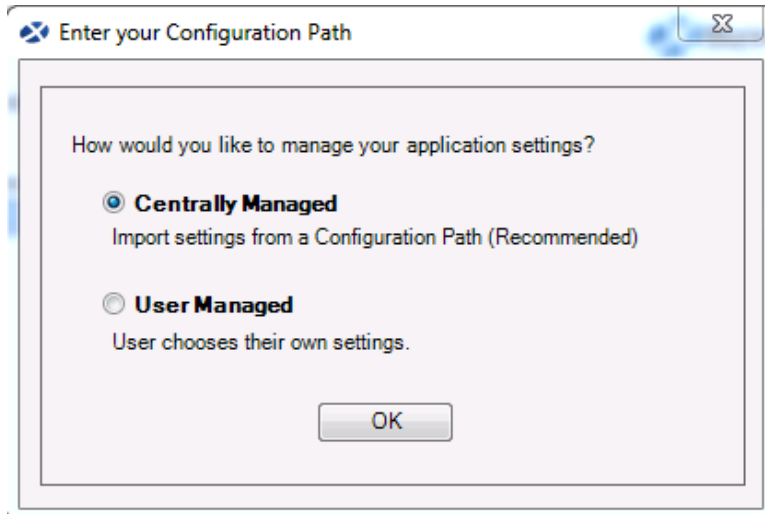 Enter your Configuration Path
How would you like to manage your application settings?
Centrally Managed
Import settings from a Configuration Path (Recommended)
User Managed
User chooses their own settings.
OK